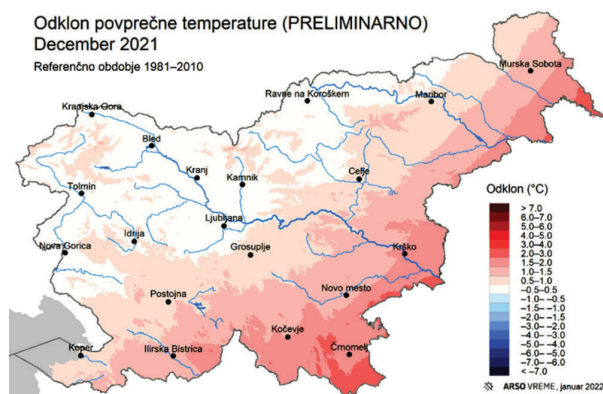 Odklon povprečne temperature (PRELIMINARNO)
December 2021
Referenčno obdobje 1981–2010
Murska Sobota
Ravne na Koroškem
Maribor
Kranjska Gora
Bled
Kranj
Kamnik
Celje
Tolmin
Ljubljana
Idrija
Nova Gorica
Grosuplje
Krško
Postojna
Novo mesto
Kočevje
Koper
Ilirska Bistrica
Črnomelj
Odklon (°C)
> 7.0
6.0–7.0
5.0–6.0
4.0–5.0
3.0–4.0
2.0–3.0
1.5–2.0
1.0–1.5
0.5–1.0
–0.5–0.5
–1.0– –0.5
–2.0– –1.0
–3.0– –2.0
–4.0– –3.0
–5.0– –4.0
–6.0– –5.0
–7.0– –6.0
< –7.0
ARSO VREME, januar 2022